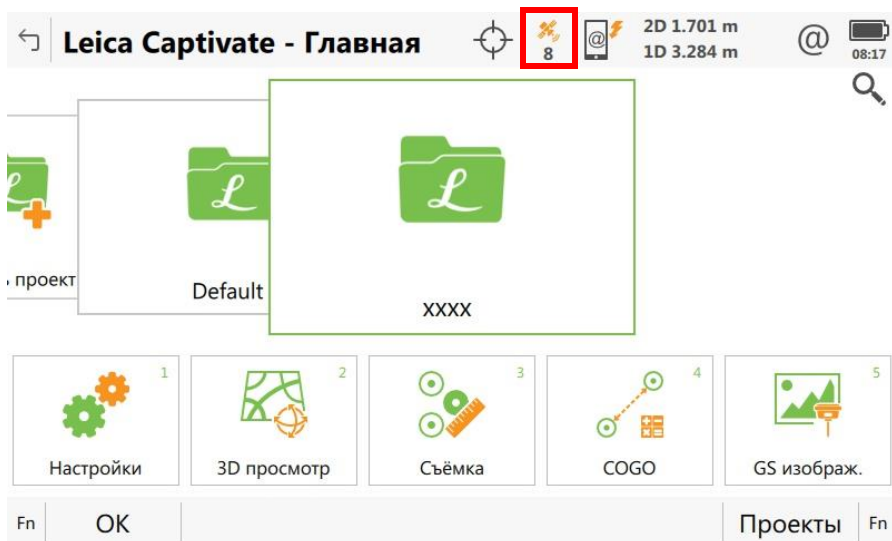 Leica Captivate - Главная
8
@
2D 1.701 m
1D 3.284 m
@
08:17
проект
Default
xxxx
1
Настройки
2
3D просмотр
3
Съёмка
4
COGO
5
GS изображ.
Fn
OK
Проекты
Fn